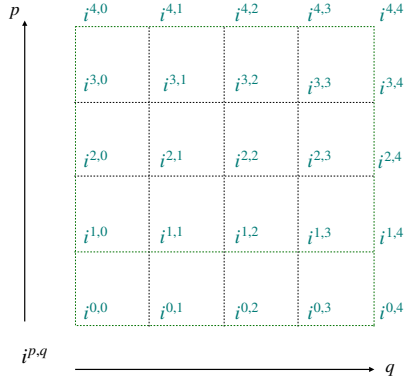 p
i^{4,0} i^{4,1} i^{4,2} i^{4,3} i^{4,4}
i^{3,0} i^{3,1} i^{3,2} i^{3,3} i^{3,4}
i^{2,0} i^{2,1} i^{2,2} i^{2,3} i^{2,4}
i^{1,0} i^{1,1} i^{1,2} i^{1,3} i^{1,4}
i^{0,0} i^{0,1} i^{0,2} i^{0,3} i^{0,4}
i^{p,q}
q